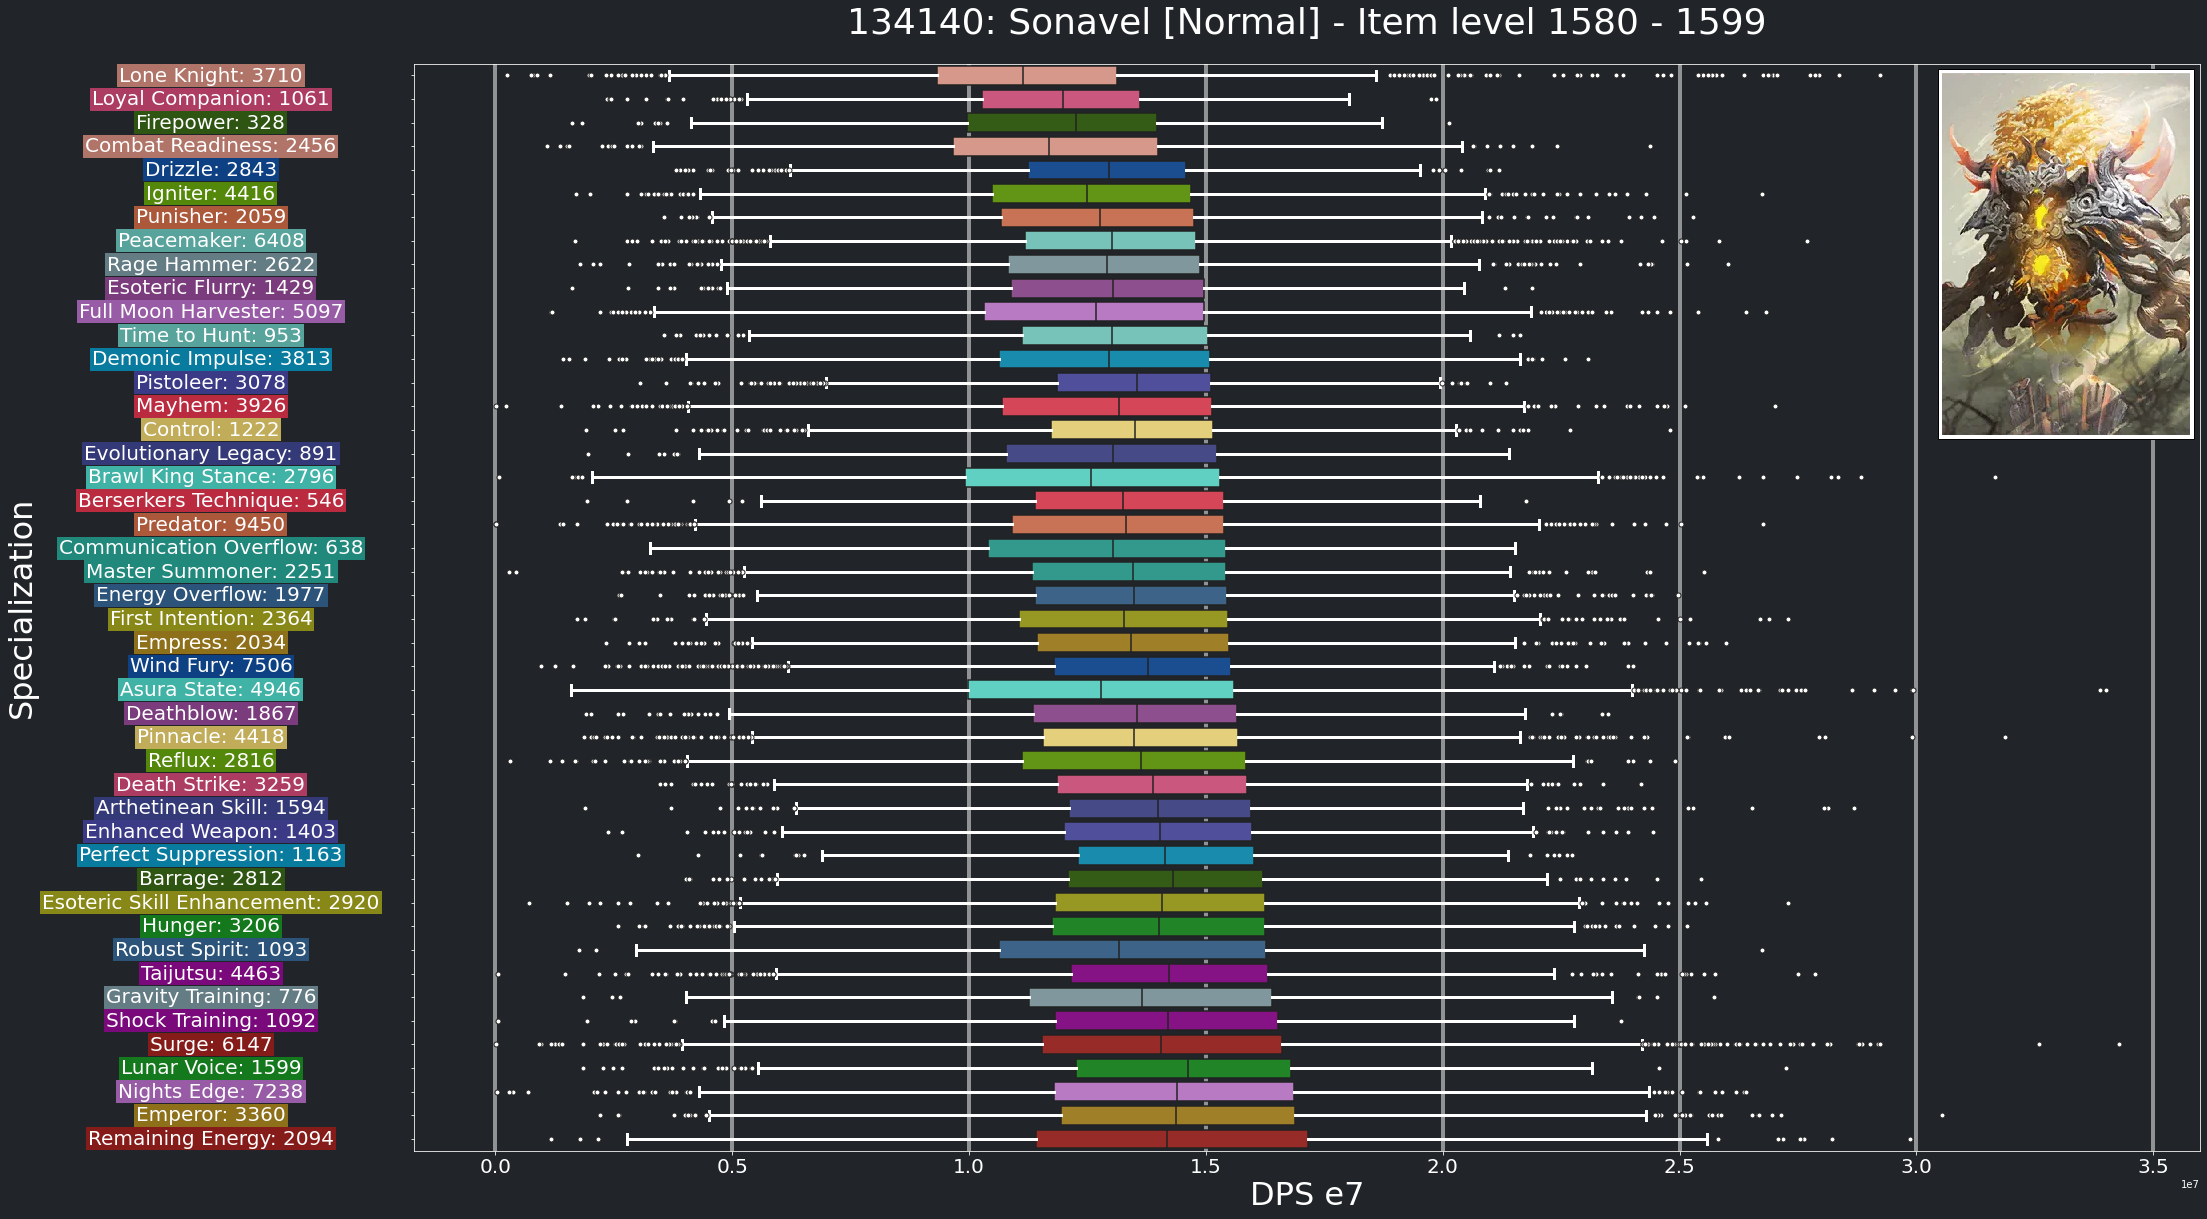 134140: Sonavel [Normal] - Item level 1580 - 1599
Specialization
Lone Knight: 3710
Loyal Companion: 1061
Firepower: 328
Combat Readiness: 2456
Drizzle: 2843
Igniter: 4416
Punisher: 2059
Peacemaker: 6408
Rage Hammer: 2622
Esoteric Flurry: 1429
Full Moon Harvester: 5097
Time to Hunt: 953
Demonic Impulse: 3813
Pistoleer: 3078
Mayhem: 3926
Control: 1222
Evolutionary Legacy: 891
Brawl King Stance: 2796
Berserkers Technique: 546
Predator: 9450
Communication Overflow: 638
Master Summoner: 2251
Energy Overflow: 1977
First Intention: 2364
Empress: 2034
Wind Fury: 7506
Asura State: 4946
Deathblow: 1867
Pinnacle: 4418
Reflux: 2816
Death Strike: 3259
Arthetinean Skill: 1594
Enhanced Weapon: 1403
Perfect Suppression: 1163
Barrage: 2812
Esoteric Skill Enhancement: 2920
Hunger: 3206
Robust Spirit: 1093
Taijutsu: 4463
Gravity Training: 776
Shock Training: 1092
Surge: 6147
Lunar Voice: 1599
Nights Edge: 7238
Emperor: 3360
Remaining Energy: 2094
0.0 0.5 1.0 1.5 2.0 2.5 3.0 3.5
1e7
DPS e7